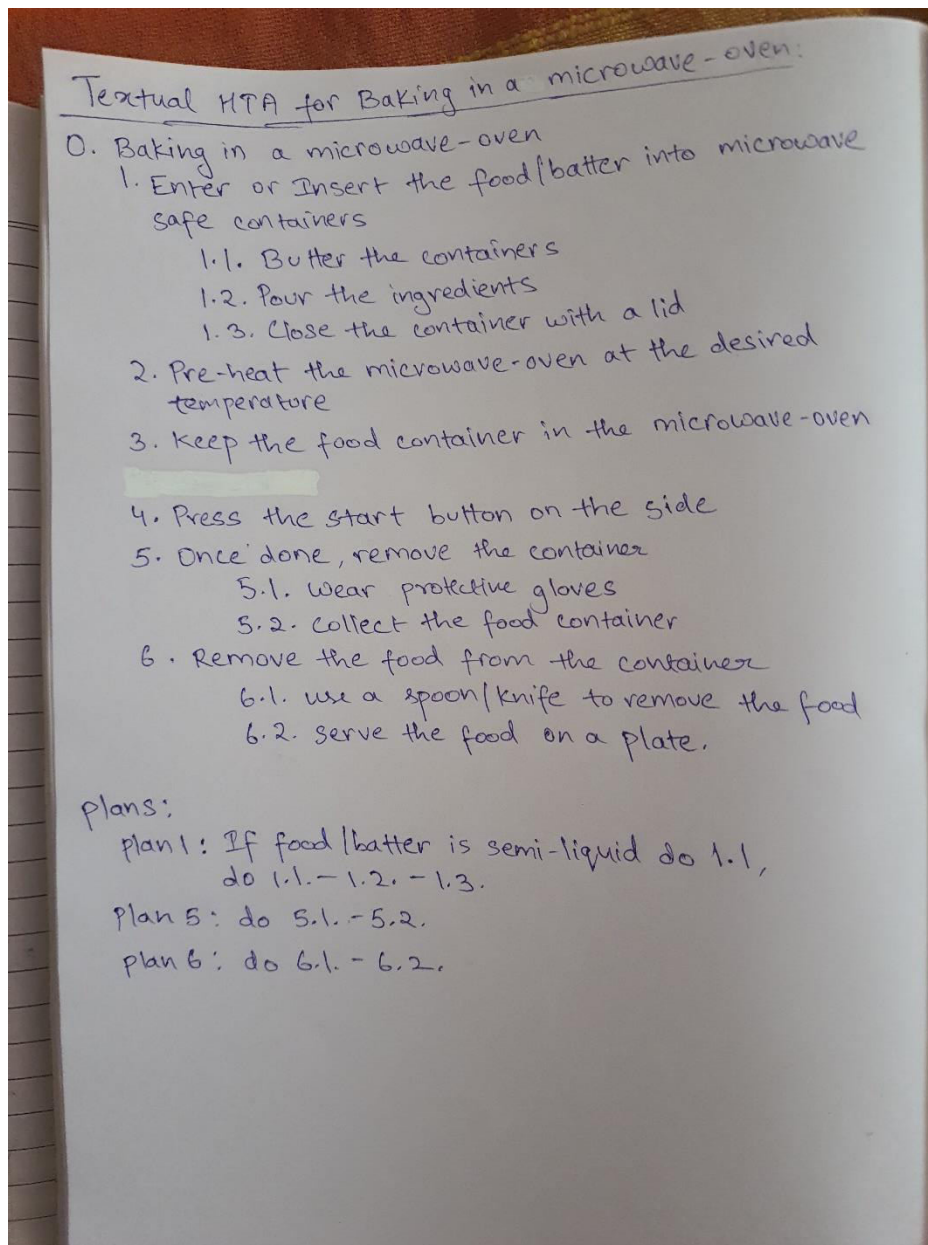 Textual HTA for Baking in a microwave-oven:
0. Baking in a microwave-oven
1. Enter or Insert the food/batter into microwave
safe containers
1.1. Butter the containers
1.2. Pour the ingredients
1.3. Close the container with a lid
2. Pre-heat the microwave-oven at the desired
temperature
3. Keep the food container in the microwave-oven
4. Press the start button on the side
5. Once done, remove the container
5.1. wear protective gloves
5.2. collect the food container
6. Remove the food from the container
6.1. use a spoon/knife to remove the food
6.2. serve the food on a plate.
plans:
plan 1: If food/batter is semi-liquid do 1.1,
do 1.1. - 1.2. - 1.3.
Plan 5: do 5.1. - 5.2.
plan 6: do 6.1. - 6.2.